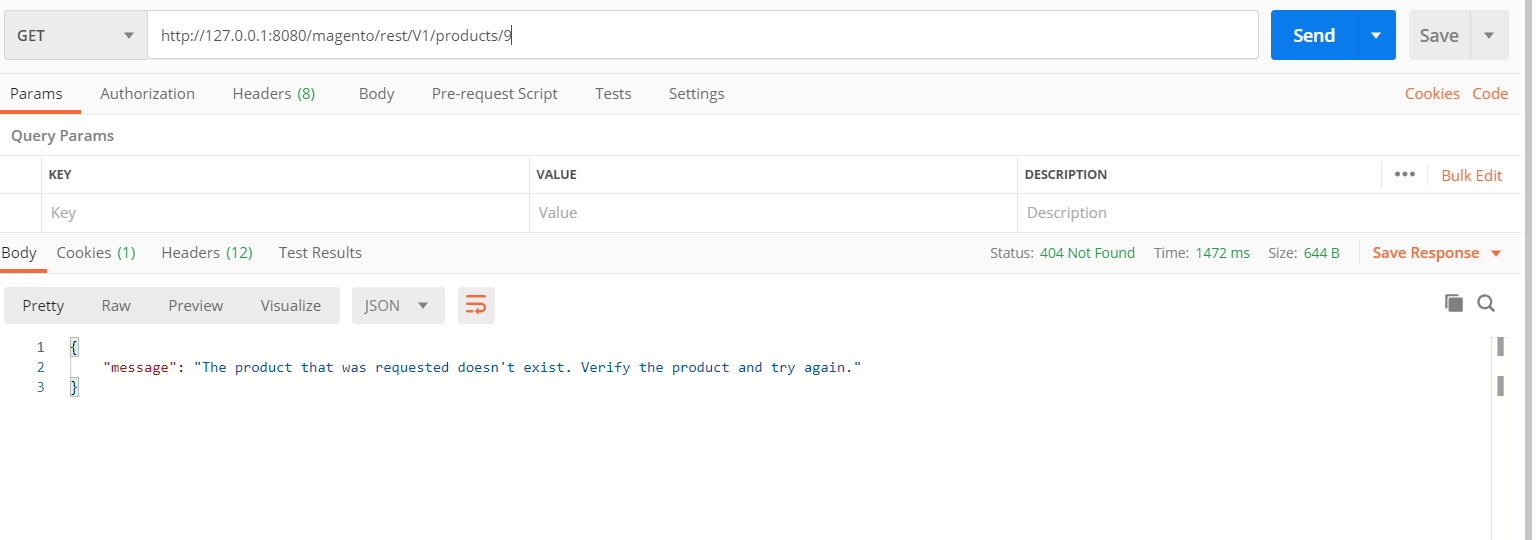 GET http://127.0.0.1:8080/magento/rest/V1/products/9 Send Save
Params Authorization Headers (8) Body Pre-request Script Tests Settings Cookies Code
Query Params
KEY VALUE DESCRIPTION ••• Bulk Edit
Key Value Description
Body Cookies (1) Headers (12) Test Results Status: 404 Not Found Time: 1472 ms Size: 644 B Save Response
Pretty Raw Preview Visualize JSON
1 {
2 "message": "The product that was requested doesn't exist. Verify the product and try again."
3 }